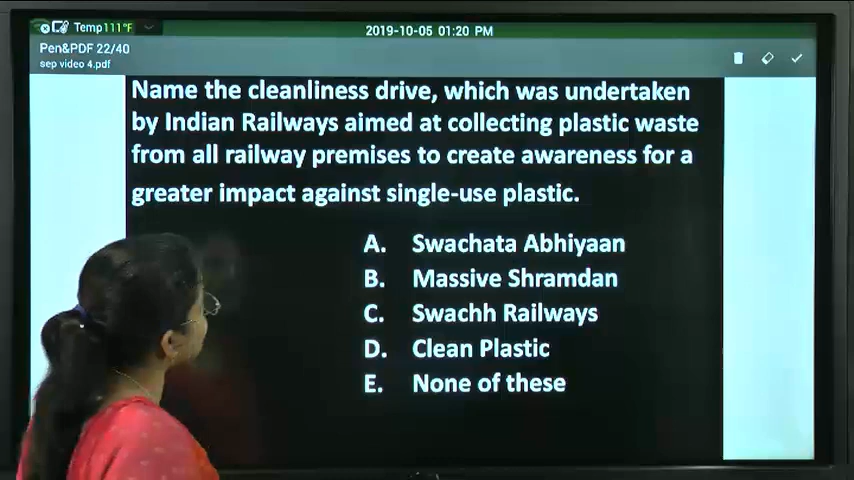 Temp 111°F
2019-10-05 01:20 PM
Pen&PDF 22/40
sep video 4.pdf
Name the cleanliness drive, which was undertaken
by Indian Railways aimed at collecting plastic waste
from all railway premises to create awareness for a
greater impact against single-use plastic.
A. Swachata Abhiyaan
B. Massive Shramdan
C. Swachh Railways
D. Clean Plastic
E. None of these